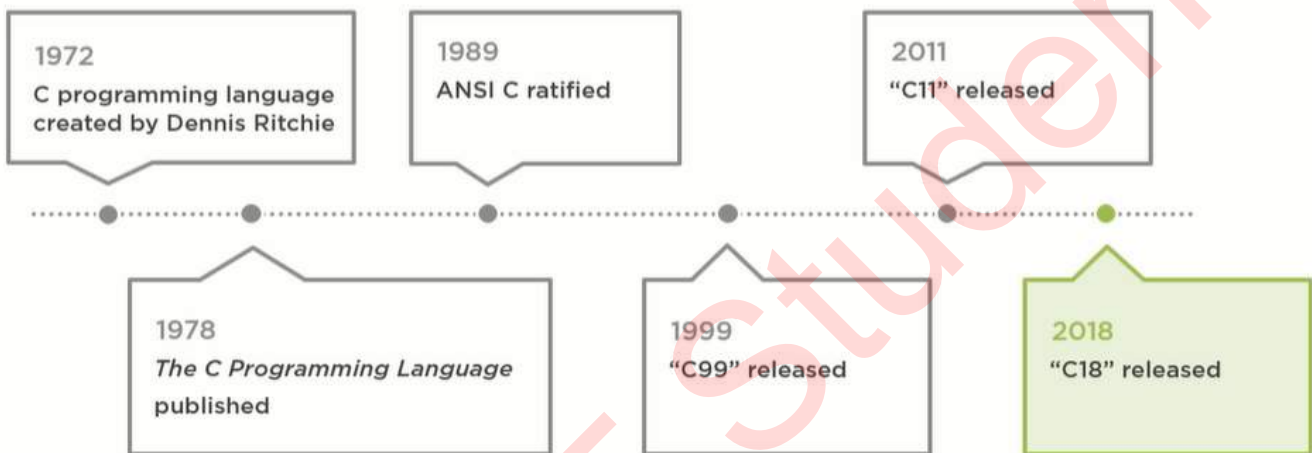 1972
C programming language
created by Dennis Ritchie
1978
The C Programming Language
published
1989
ANSI C ratified
1999
“C99” released
2011
“C11” released
2018
“C18” released
Studen